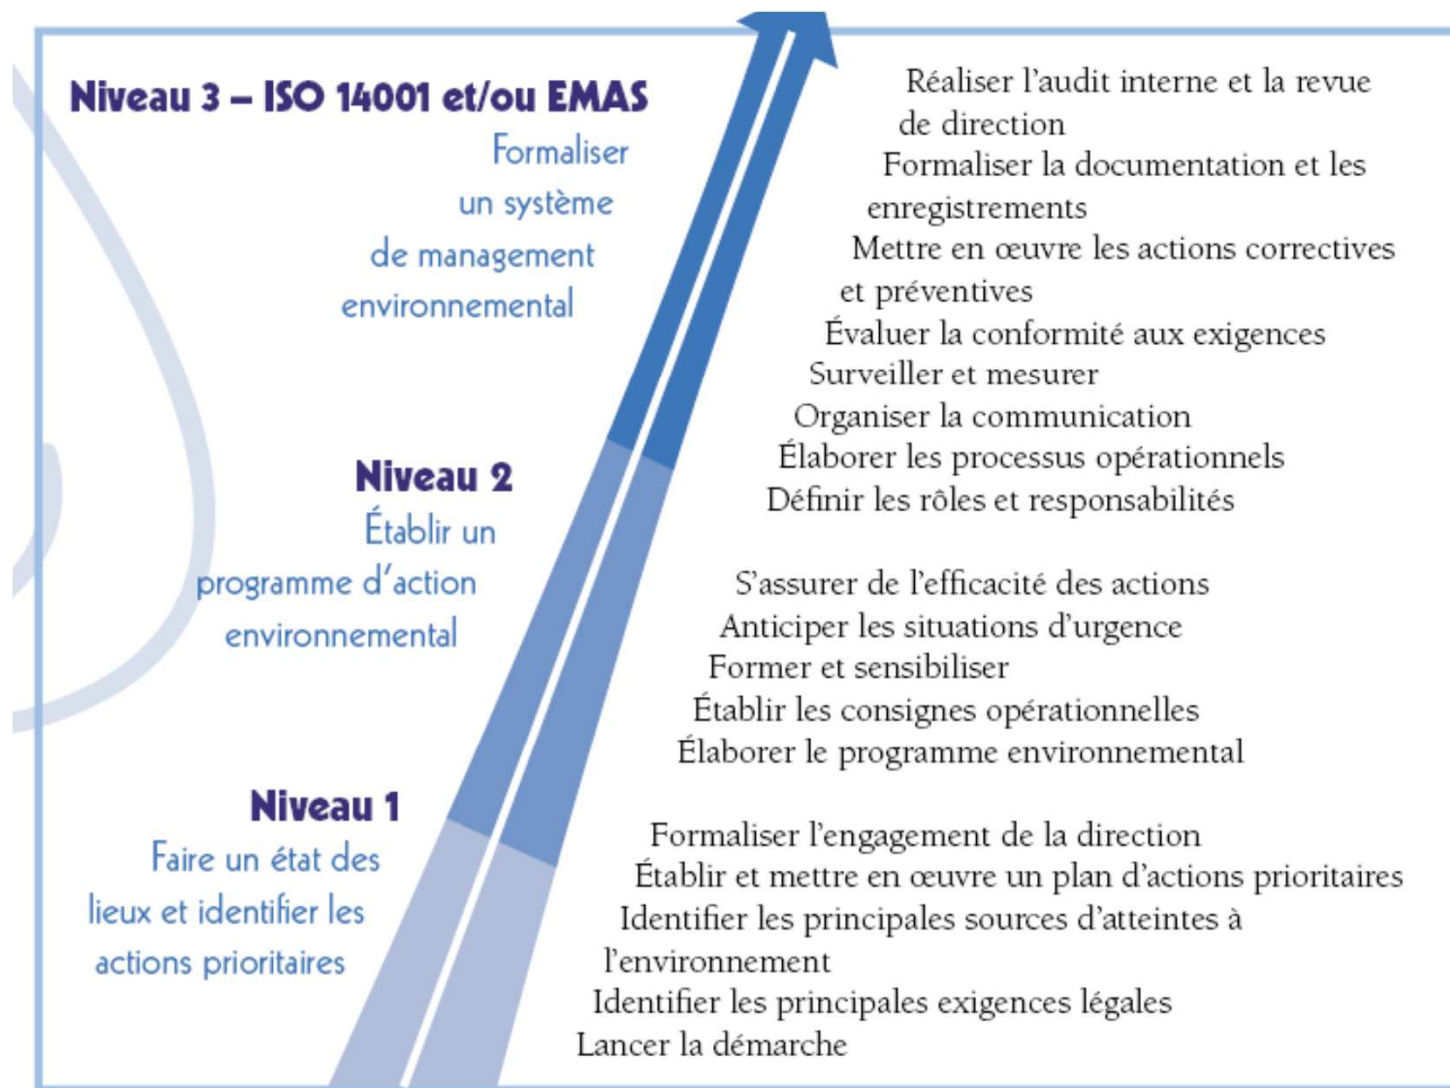 Niveau 3 – ISO 14001 et/ou EMAS
Formaliser
un système
de management
environnemental
Réaliser l’audit interne et la revue
de direction
Formaliser la documentation et les
enregistrements
Mettre en œuvre les actions correctives
et préventives
Évaluer la conformité aux exigences
Surveiller et mesurer
Organiser la communication
Élaborer les processus opérationnels
Définir les rôles et responsabilités
Niveau 2
Établir un
programme d’action
environnemental
S’assurer de l’efficacité des actions
Anticiper les situations d’urgence
Former et sensibiliser
Établir les consignes opérationnelles
Élaborer le programme environnemental
Niveau 1
Faire un état des
lieux et identifier les
actions prioritaires
Formaliser l’engagement de la direction
Établir et mettre en œuvre un plan d’actions prioritaires
Identifier les principales sources d’atteintes à
l’environnement
Identifier les principales exigences légales
Lancer la démarche